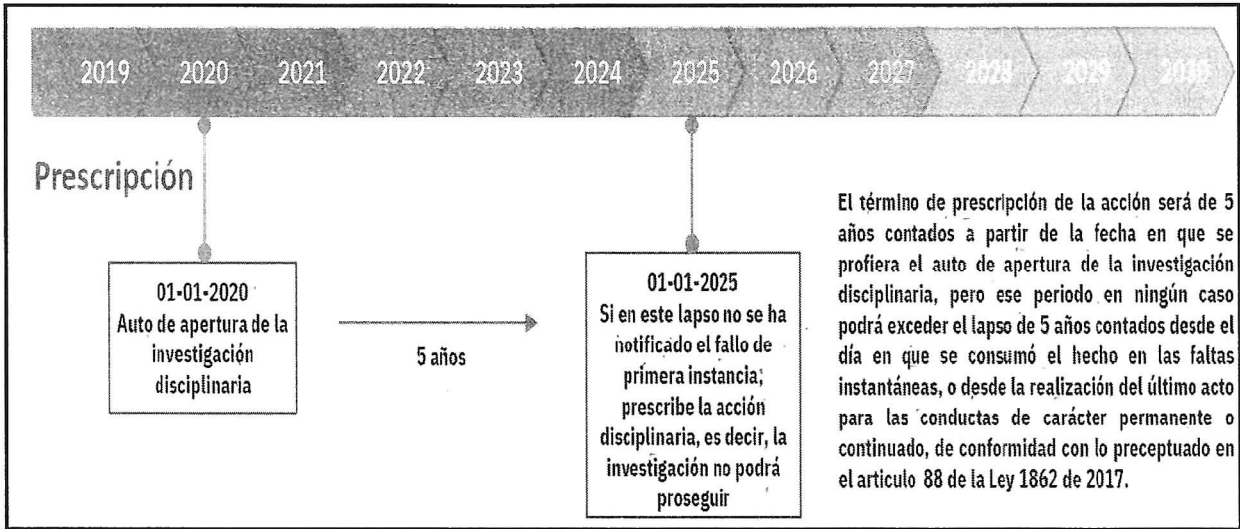 2019 2020 2021 2022 2023 2024 2025 2026 2027 2028 2029 2030
Prescripción
01-01-2020
Auto de apertura de la
investigación
disciplinaria
5 años
01-01-2025
Si en este lapso no se ha
notificado el fallo de
primera instancia;
prescribe la acción
disciplinaria, es decir, la
investigación no podrá
proseguir
El término de prescripción de la acción será de 5
años contados a partir de la fecha en que se
profiera el auto de apertura de la investigación
disciplinaria, pero ese periodo en ningún caso
podrá exceder el lapso de 5 años contados desde el
día en que se consumó el hecho en las faltas
instantáneas, o desde la realización del último acto
para las conductas de carácter permanente o
continuado, de conformidad con lo preceptuado en
el articulo 88 de la Ley 1862 de 2017.